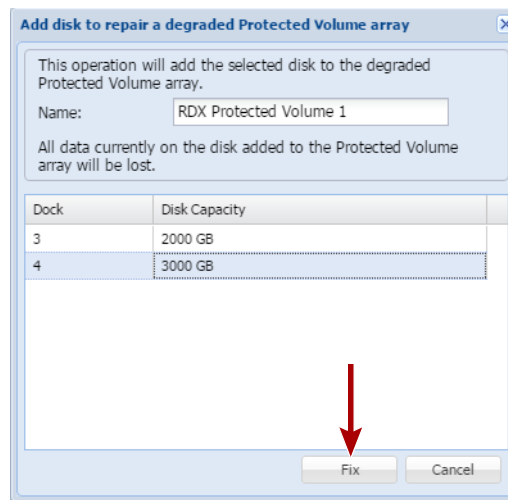 Add disk to repair a degraded Protected Volume array
This operation will add the selected disk to the degraded
Protected Volume array.
Name: RDX Protected Volume 1
All data currently on the disk added to the Protected Volume
array will be lost.
Dock Disk Capacity
3 2000 GB
4 3000 GB
Fix Cancel